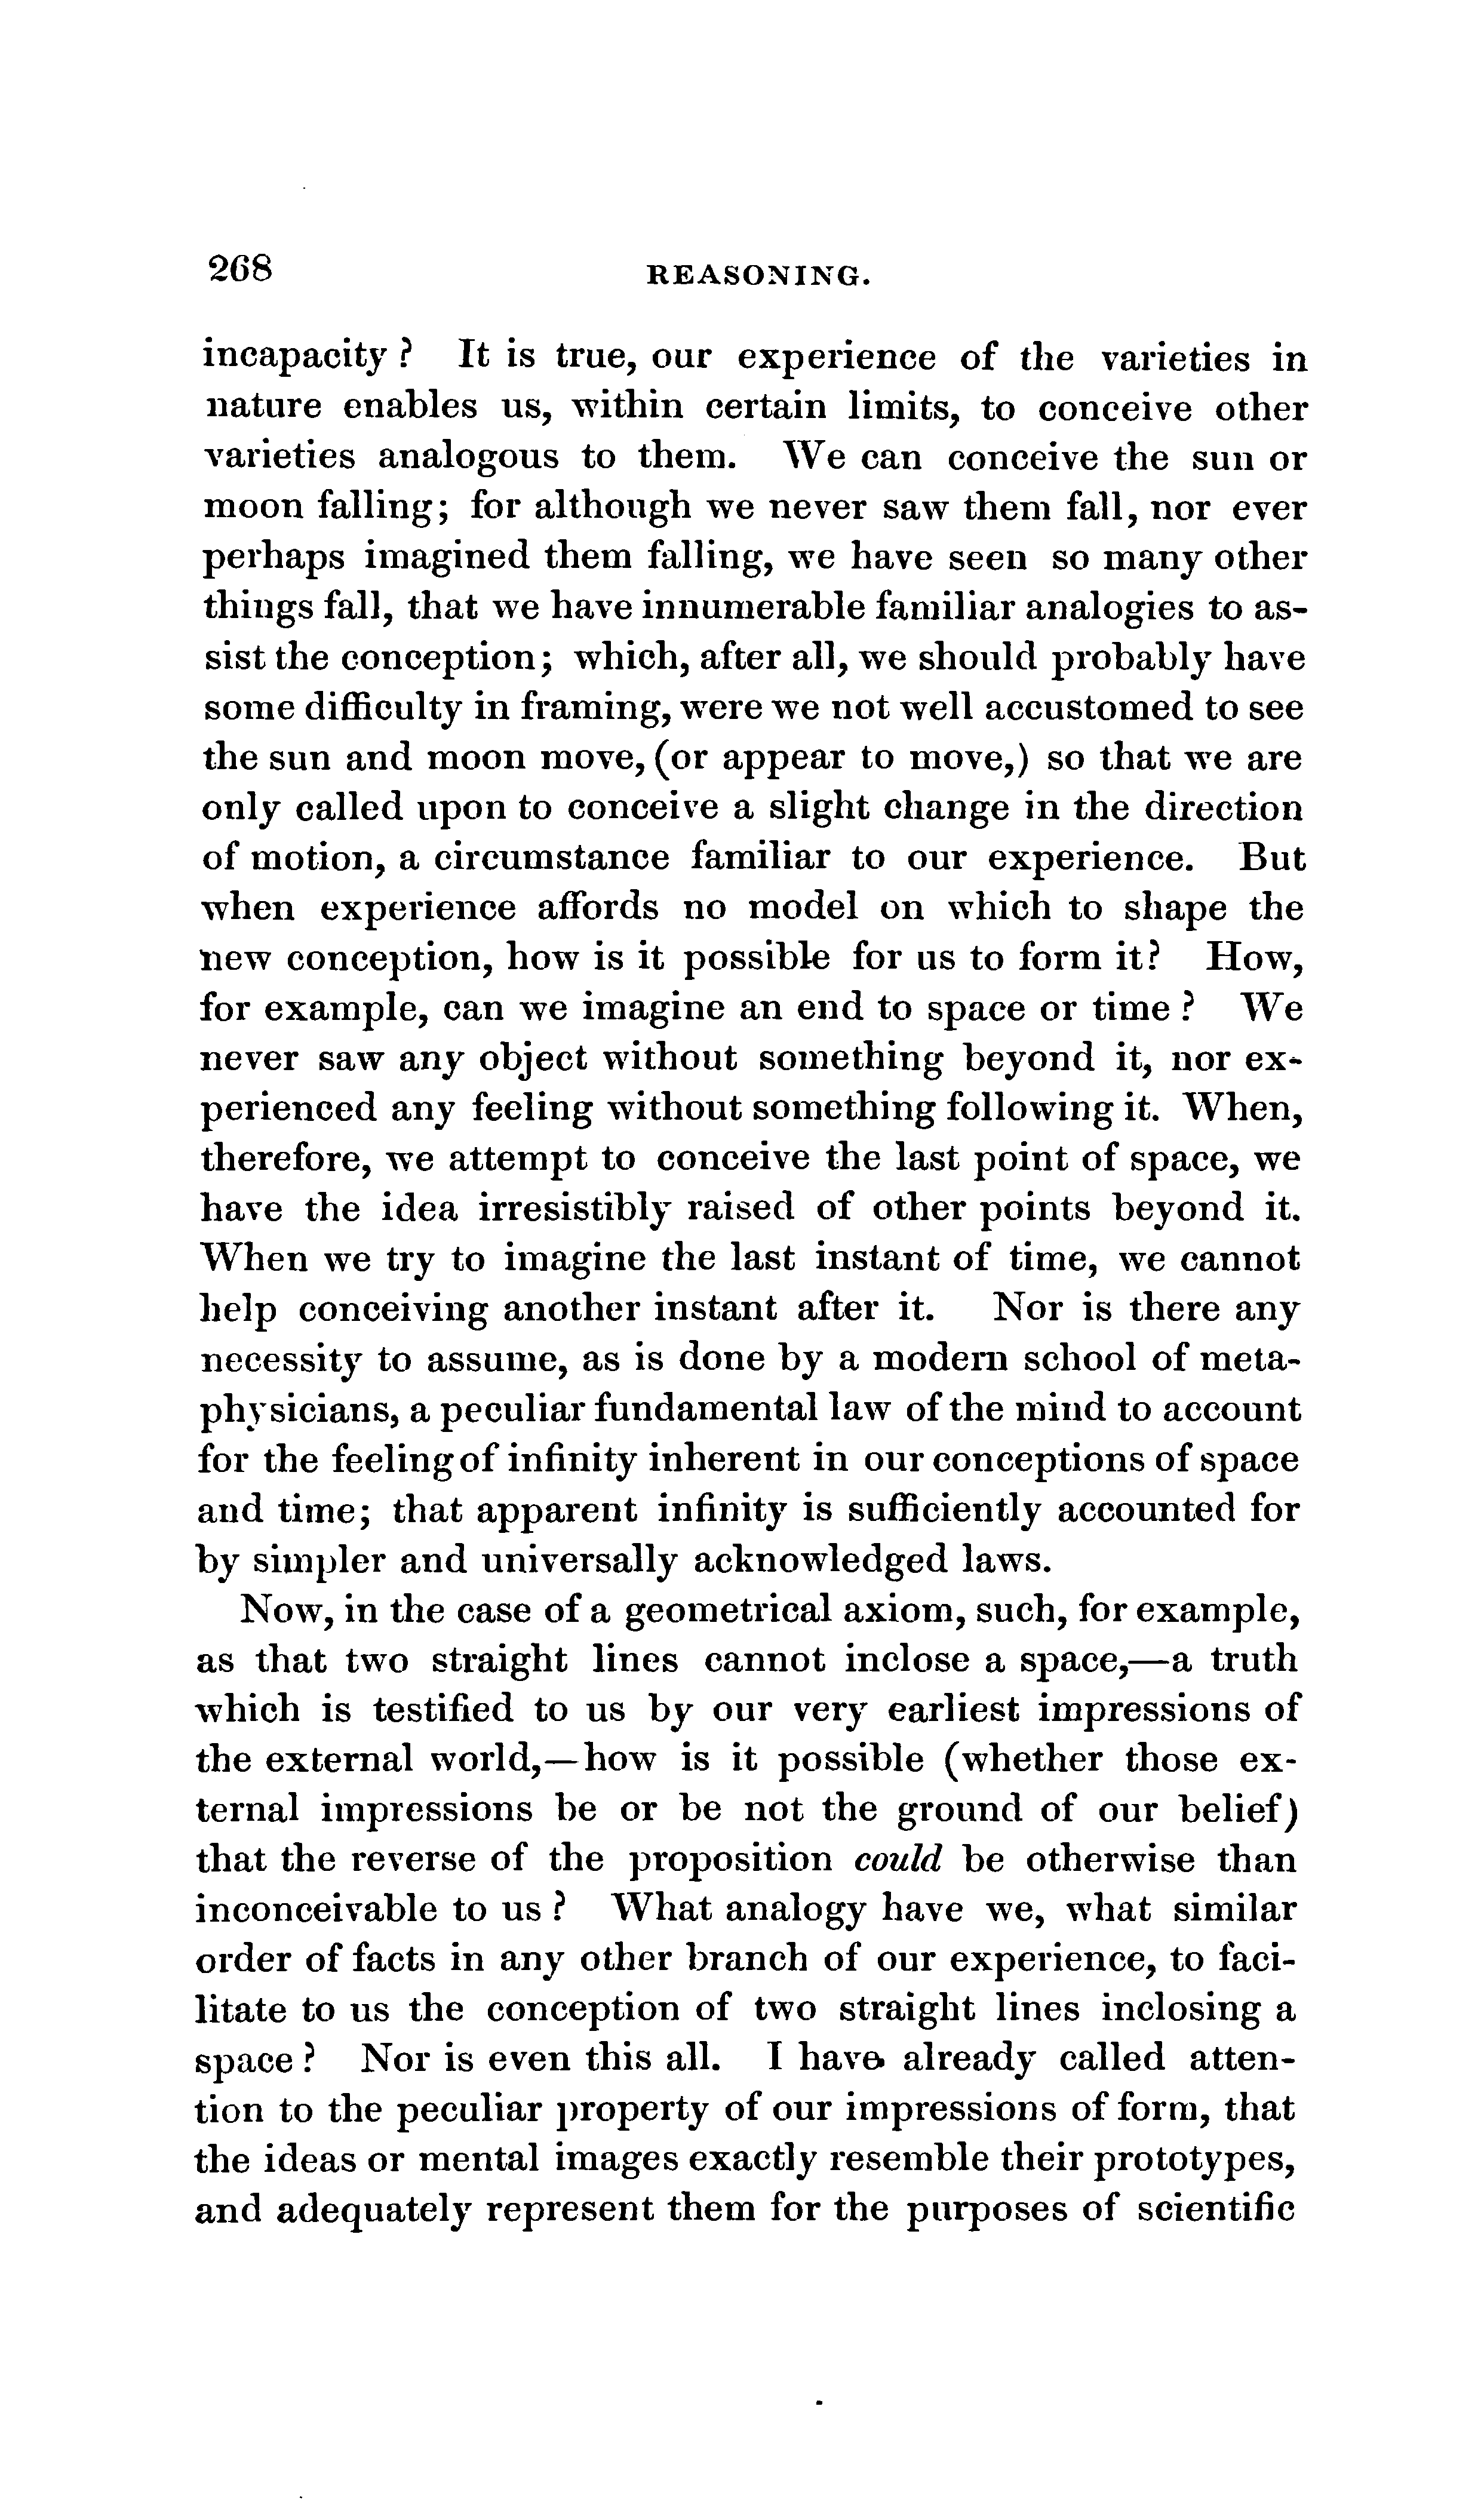 268 REASONING.
incapacity ? It is true, our experience of the varieties in
nature enables us, within certain limits, to conceive other
varieties analogous to them. We can conceive the sun or
moon falling; for although we never saw them fall, nor ever
perhaps imagined them falling, we have seen so many other
things fall, that we have innumerable familiar analogies to as-
sist the conception; which, after all, we should probably have
some difficulty in framing, were we not well accustomed to see
the sun and moon move, (or appear to move,) so that we are
only called upon to conceive a slight change in the direction
of motion, a circumstance familiar to our experience. But
when experience affords no model on which to shape the
new conception, how is it possible for us to form it? How,
for example, can we imagine an end to space or time ? We
never saw any object without something beyond it, nor ex-
perienced any feeling without something following it. When,
therefore, we attempt to conceive the last point of space, we
have the idea irresistibly raised of other points beyond it.
When we try to imagine the last instant of time, we cannot
help conceiving another instant after it. Nor is there any
necessity to assume, as is done by a modern school of meta-
physicians, a peculiar fundamental law of the mind to account
for the feeling of infinity inherent in our conceptions of space
and time; that apparent infinity is sufficiently accounted for
by simpler and universally acknowledged laws.
Now, in the case of a geometrical axiom, such, for example,
as that two straight lines cannot inclose a space,—a truth
which is testified to us by our very earliest impressions of
the external world,—how is it possible (whether those ex-
ternal impressions be or be not the ground of our belief)
that the reverse of the proposition could be otherwise than
inconceivable to us ? What analogy have we, what similar
order of facts in any other branch of our experience, to faci-
litate to us the conception of two straight lines inclosing a
space ? Nor is even this all. I have already called atten-
tion to the peculiar property of our impressions of form, that
the ideas or mental images exactly resemble their prototypes,
and adequately represent them for the purposes of scientific